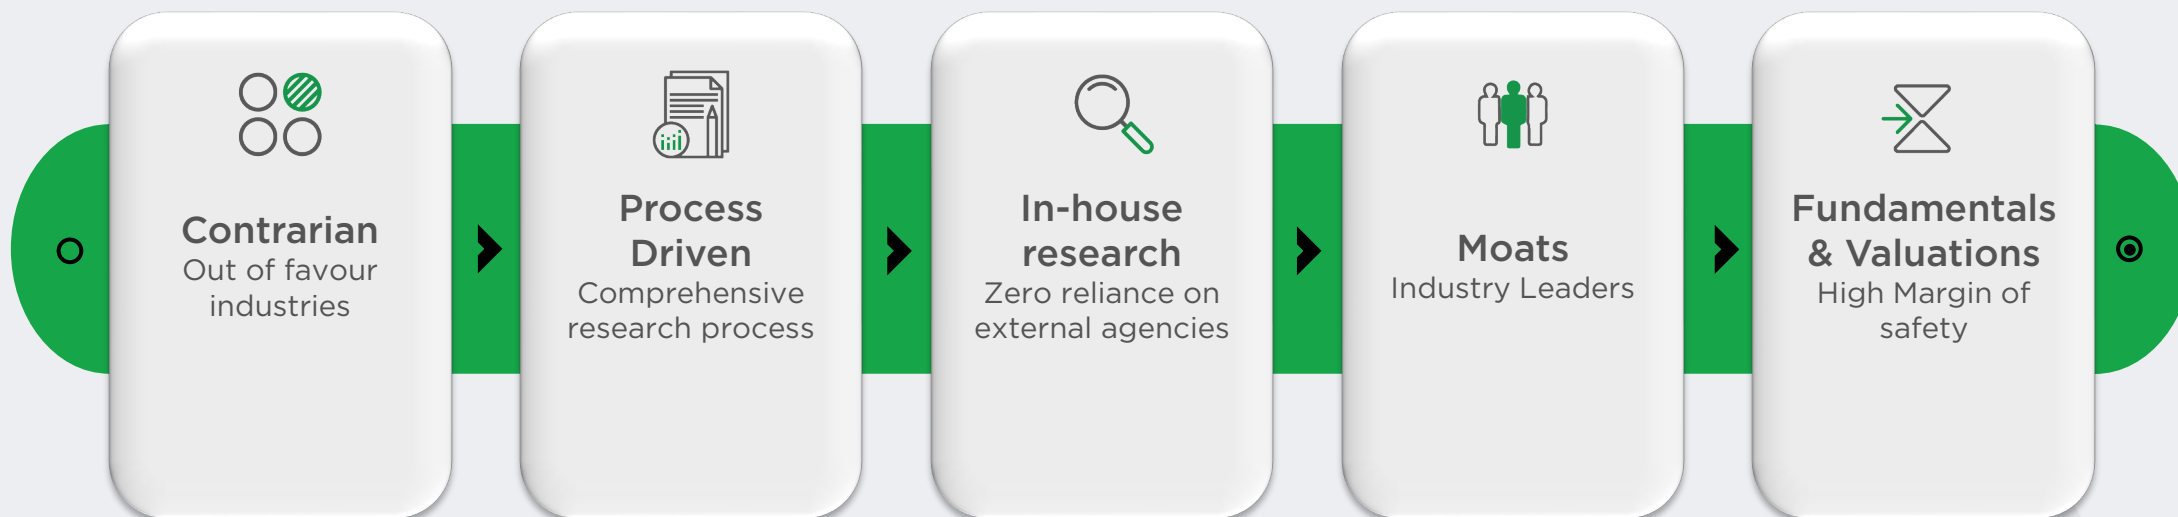 Contrarian
Out of favour
industries
Process
Driven
Comprehensive
research process
In-house
research
Zero reliance on
external agencies
Moats
Industry Leaders
Fundamentals
& Valuations
High Margin of
safety